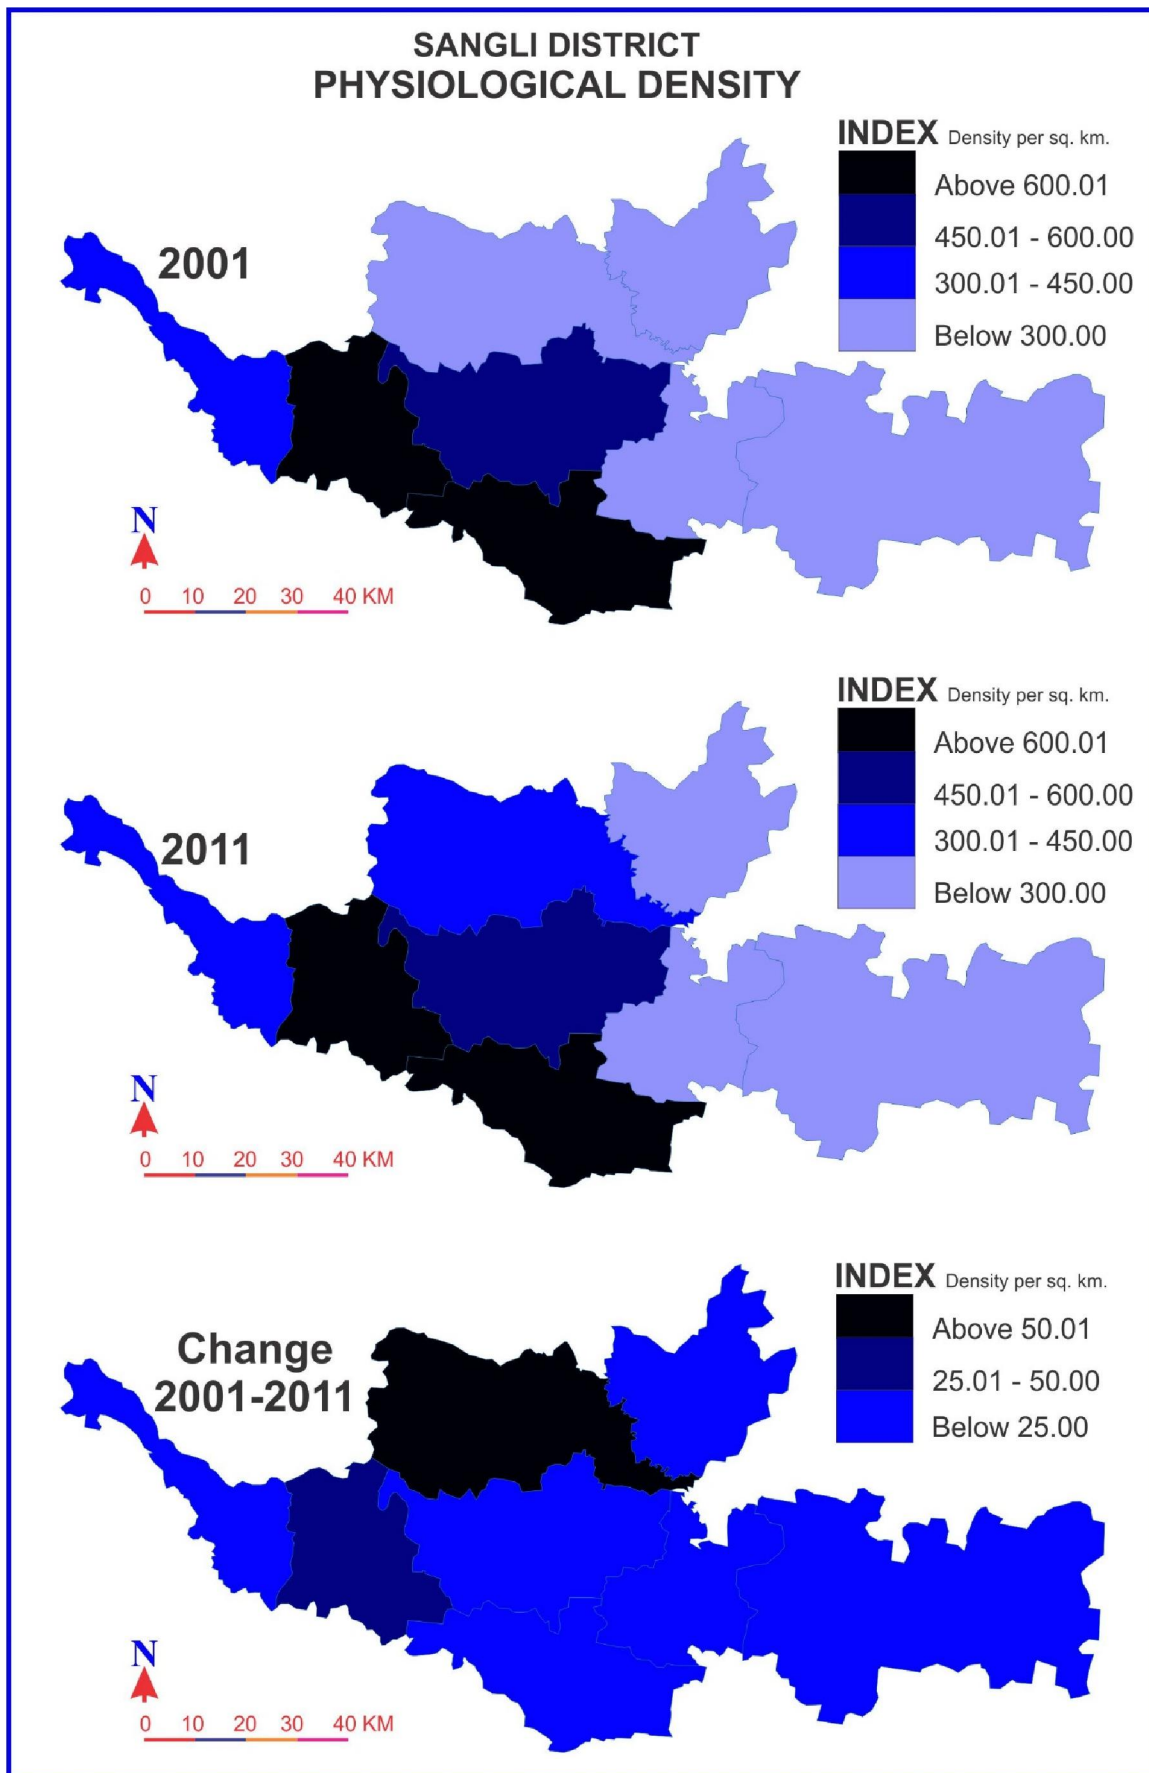 SANGLI DISTRICT
PHYSIOLOGICAL DENSITY
INDEX Density per sq. km.
Above 600.01
450.01 - 600.00
300.01 - 450.00
Below 300.00
2001
N
0 10 20 30 40 KM
INDEX Density per sq. km.
Above 600.01
450.01 - 600.00
300.01 - 450.00
Below 300.00
2011
N
0 10 20 30 40 KM
INDEX Density per sq. km.
Above 50.01
25.01 - 50.00
Below 25.00
Change
2001-2011
N
0 10 20 30 40 KM